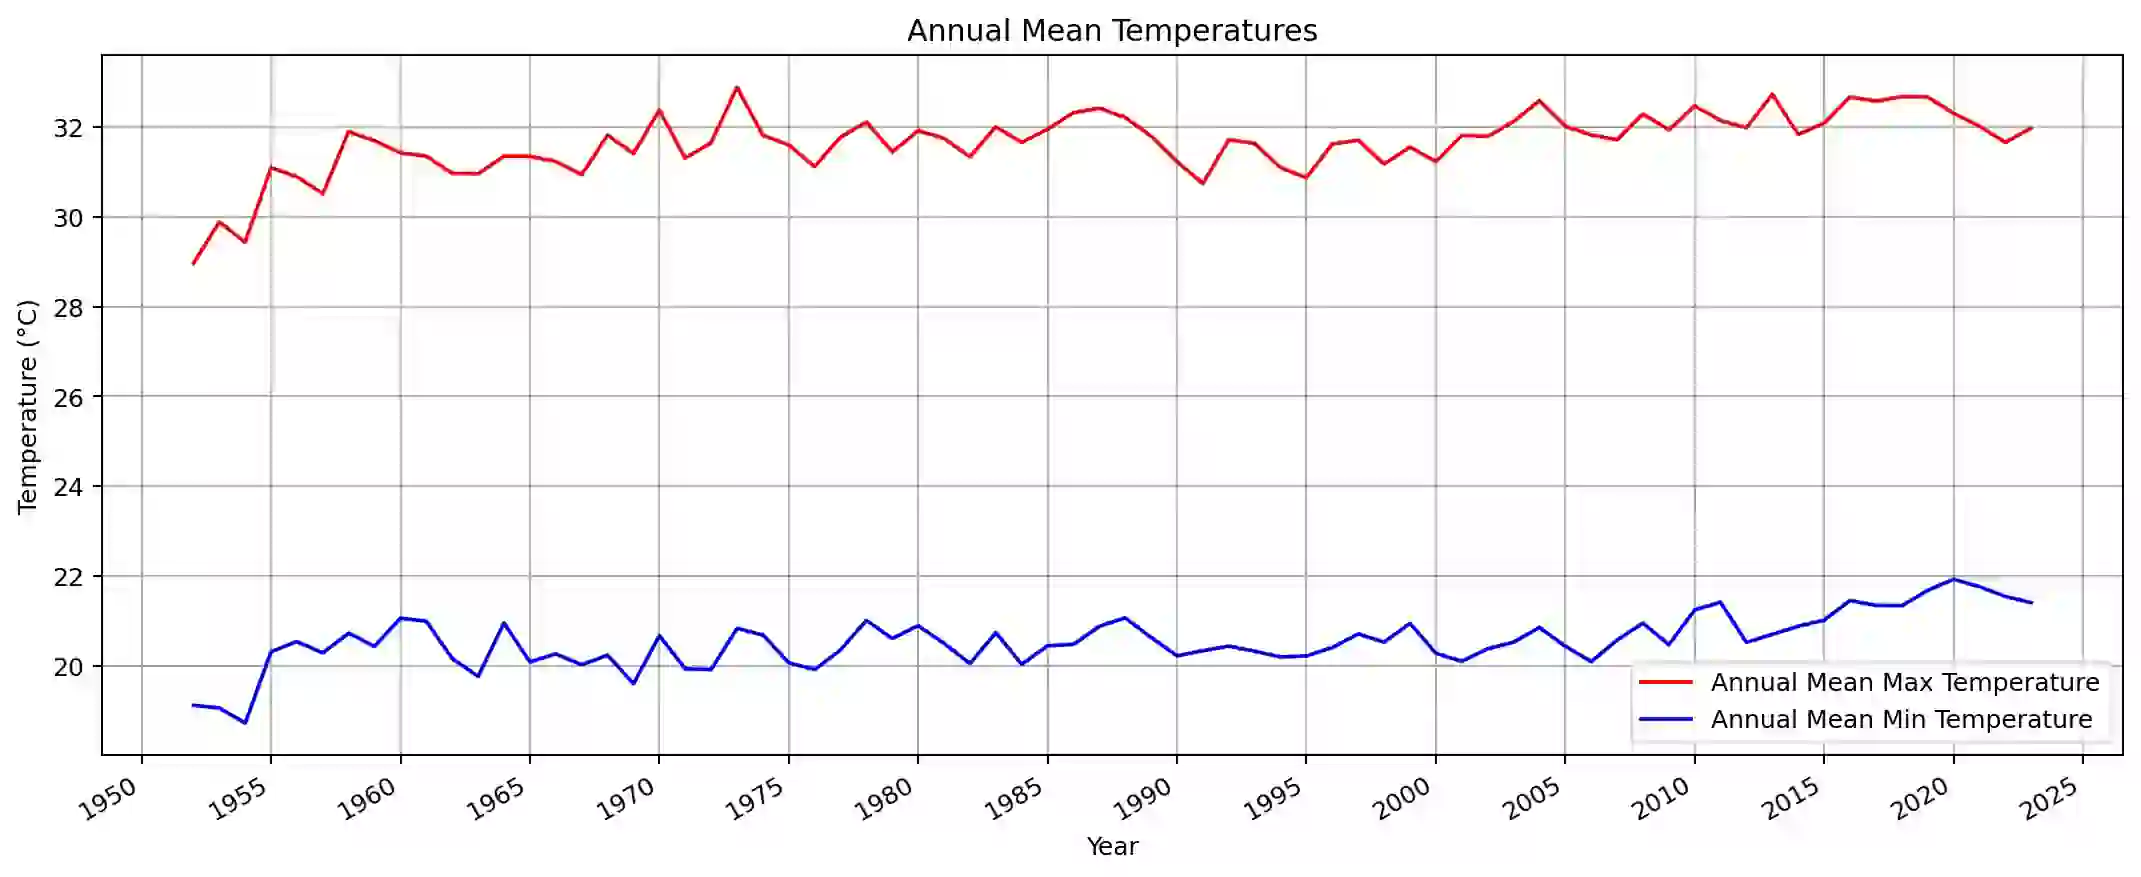 Annual Mean Temperatures
Temperature (°C)
32
30
28
26
24
22
20
Annual Mean Max Temperature
Annual Mean Min Temperature
1950 1955 1960 1965 1970 1975 1980 1985 1990 1995 2000 2005 2010 2015 2020 2025
Year